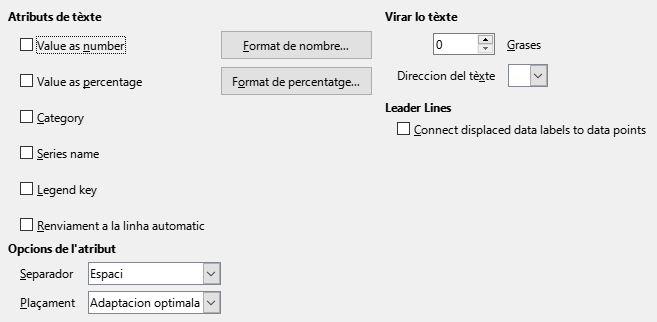 Atributs de tèxte
Value as number
Format de nombre...
Value as percentage
Format de percentatge...
Category
Series name
Legend key
Renviament a la linha automatic
Opcions de l'atribut
Separador
Espaci
Plaçament
Adaptacion optimala
Virar lo tèxte
0
Grases
Direccion del tèxte
Leader Lines
Connect displaced data labels to data points